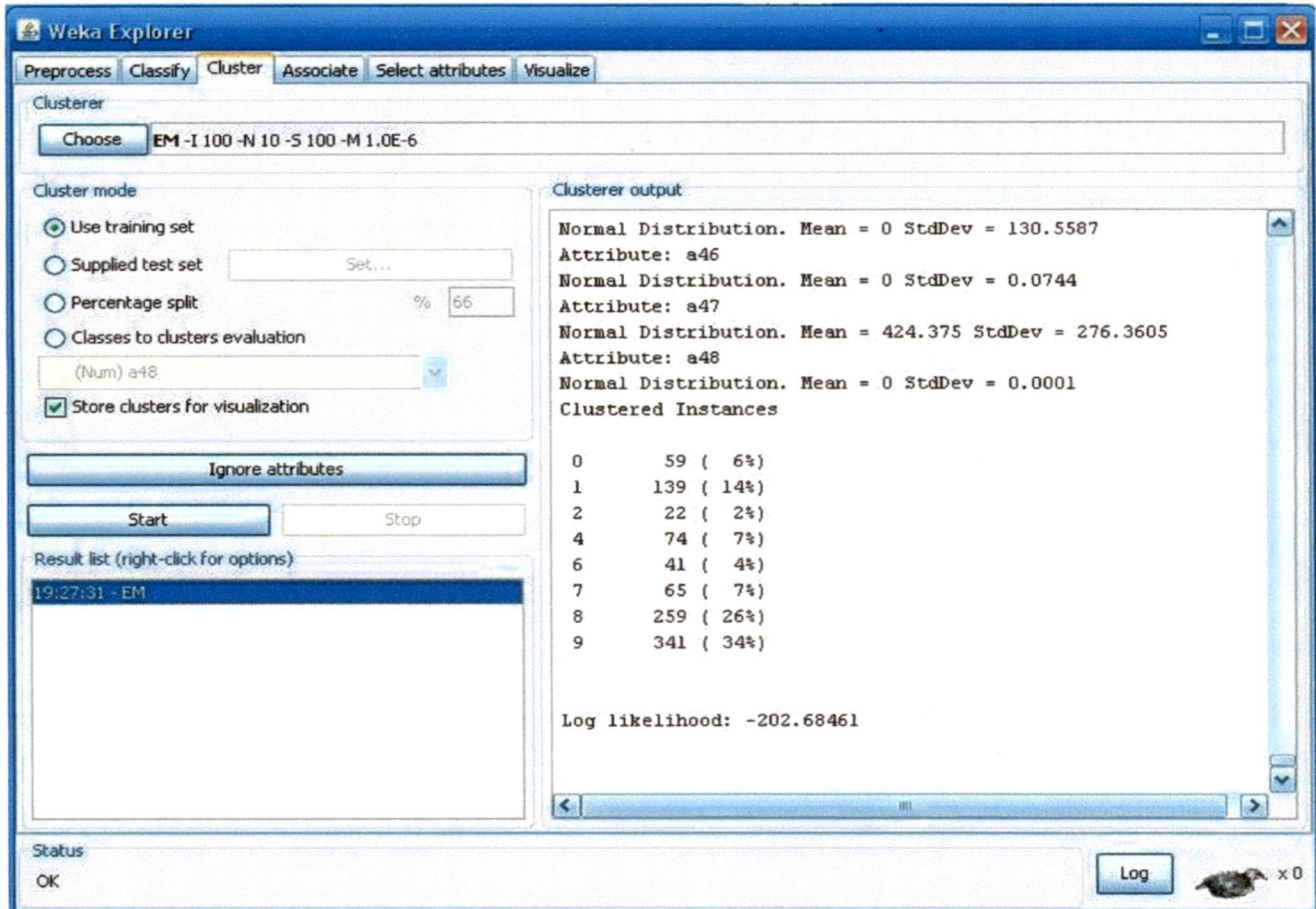 Weka Explorer
Preprocess Classify Cluster Associate Select attributes Visualize
Clusterer
Choose EM -I 100 -N 10 -S 100 -M 1.0E-6
Cluster mode
Use training set
Supplied test set Set...
Percentage split % 66
Classes to clusters evaluation
(Num) a48
Store clusters for visualization
Ignore attributes
Start Stop
Result list (right-click for options)
19:27:31 - EM
Clusterer output
Normal Distribution. Mean = 0 StdDev = 130.5587
Attribute: a46
Normal Distribution. Mean = 0 StdDev = 0.0744
Attribute: a47
Normal Distribution. Mean = 424.375 StdDev = 276.3605
Attribute: a48
Normal Distribution. Mean = 0 StdDev = 0.0001
Clustered Instances
0 59 ( 6%)
1 139 ( 14%)
2 22 ( 2%)
4 74 ( 7%)
6 41 ( 4%)
7 65 ( 7%)
8 259 ( 26%)
9 341 ( 34%)
Log likelihood: -202.68461
Status
OK
Log x 0